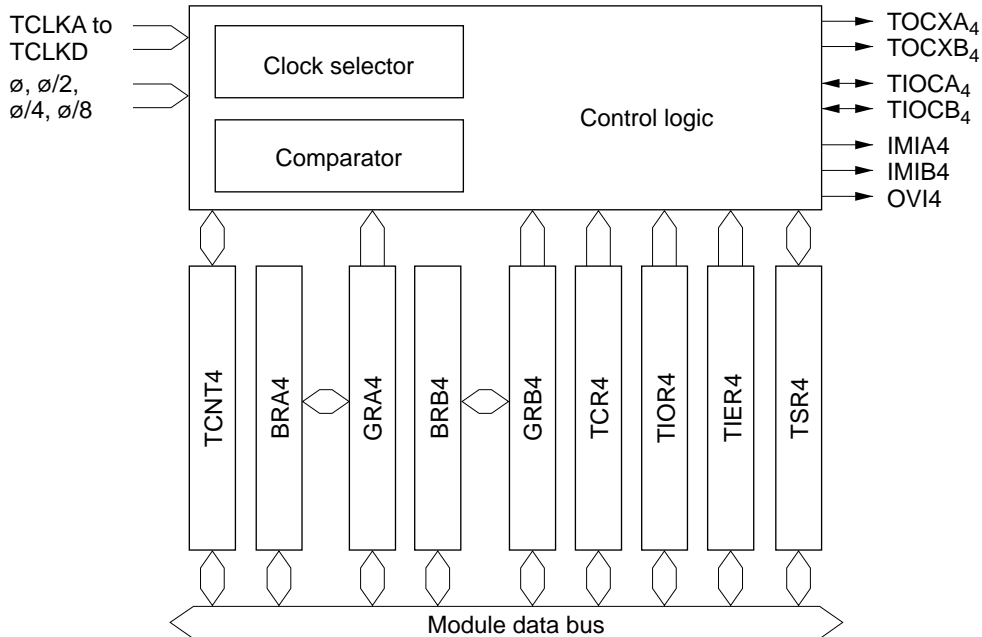 TCLKA to
TCLKD
ø, ø/2,
ø/4, ø/8
Clock selector
Comparator
Control logic
TOCXA4
TOCXB4
TIOCA4
TIOCB4
IMIA4
IMIB4
OVI4
TCNT4
BRA4
GRA4
BRB4
GRB4
TCR4
TIOR4
TIER4
TSR4
Module data bus